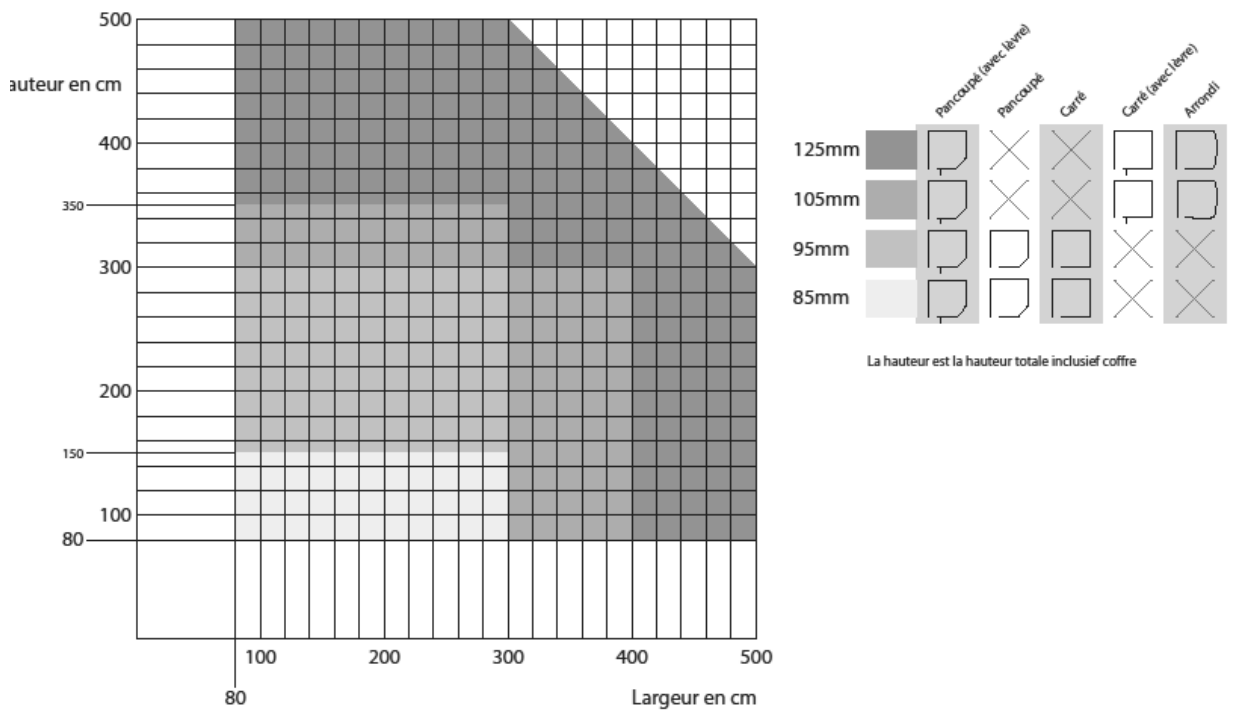 500
auteur en cm
400
350
300
200
150
100
80
100 200 300 400 500
80
Largeur en cm
Pancoupé (avec lèvre)
Pancoupé
Carré
Carré (avec lèvre)
Arrondi
125mm
105mm
95mm
85mm
La hauteur est la hauteur totale inclusief coffre